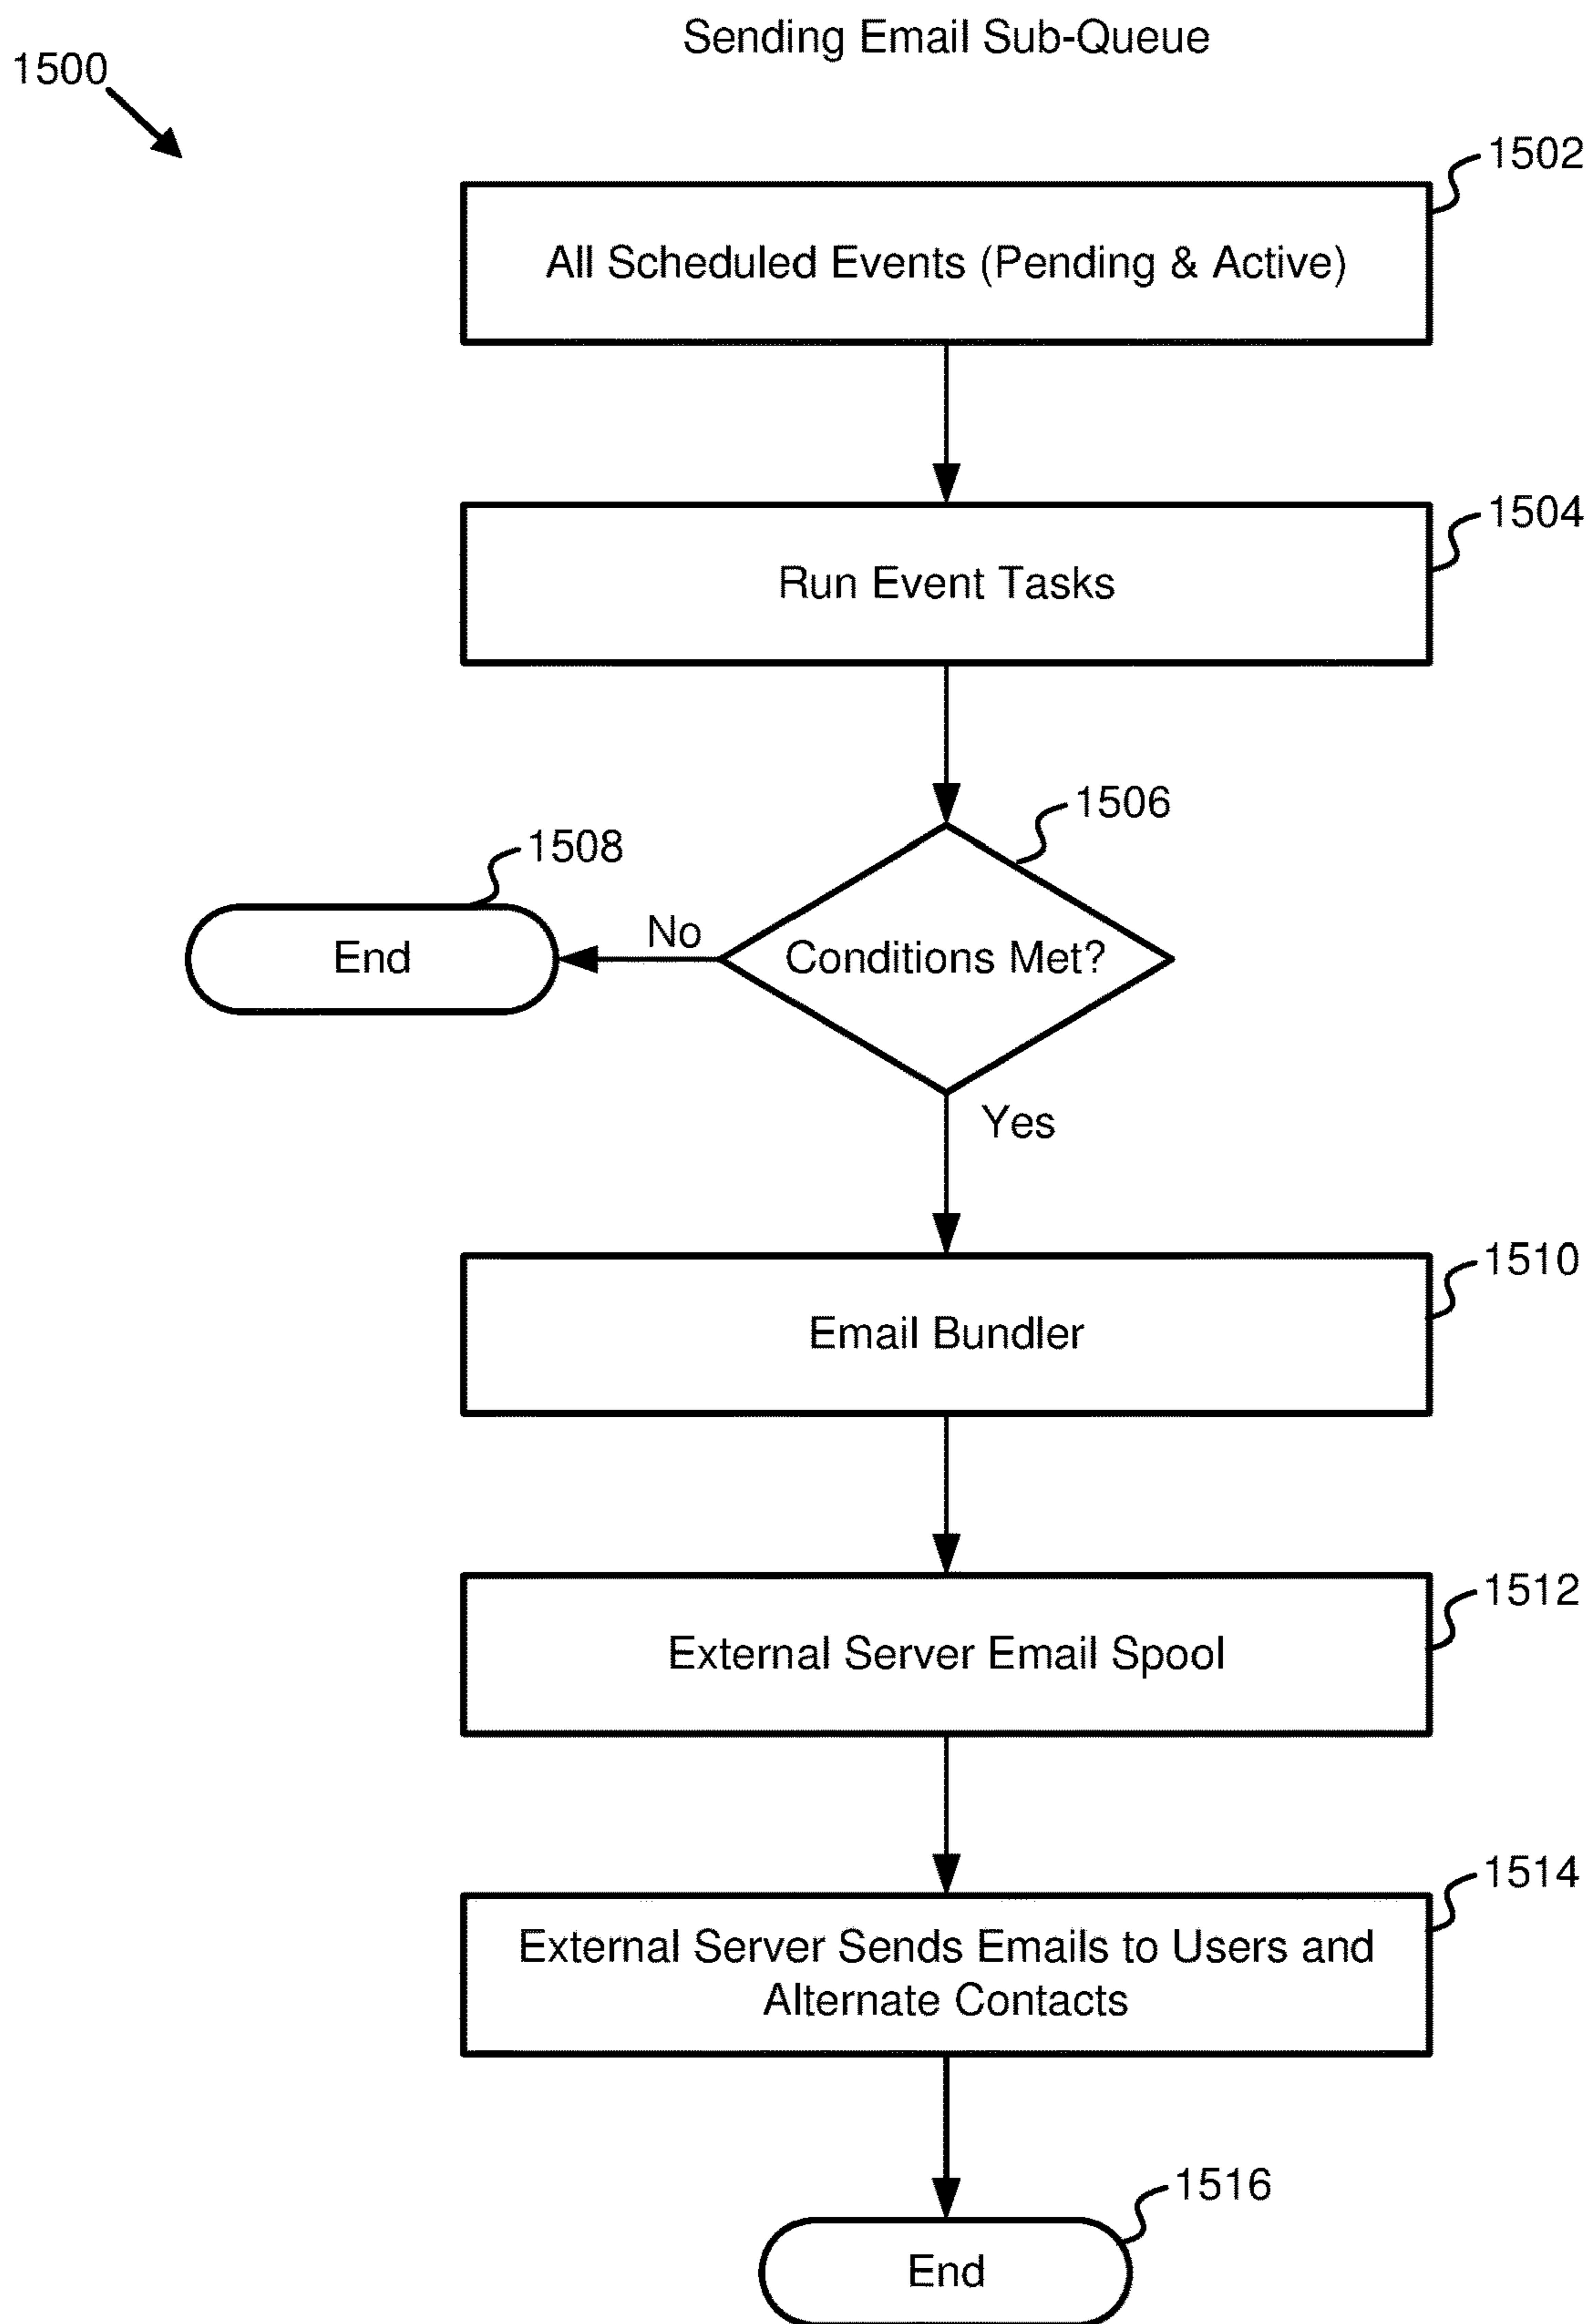 Sending Email Sub-Queue
1500
1502
All Scheduled Events (Pending & Active)
1504
Run Event Tasks
1506
1508
Conditions Met?
No
End
Yes
1510
Email Bundler
1512
External Server Email Spool
1514
External Server Sends Emails to Users and
Alternate Contacts
1516
End